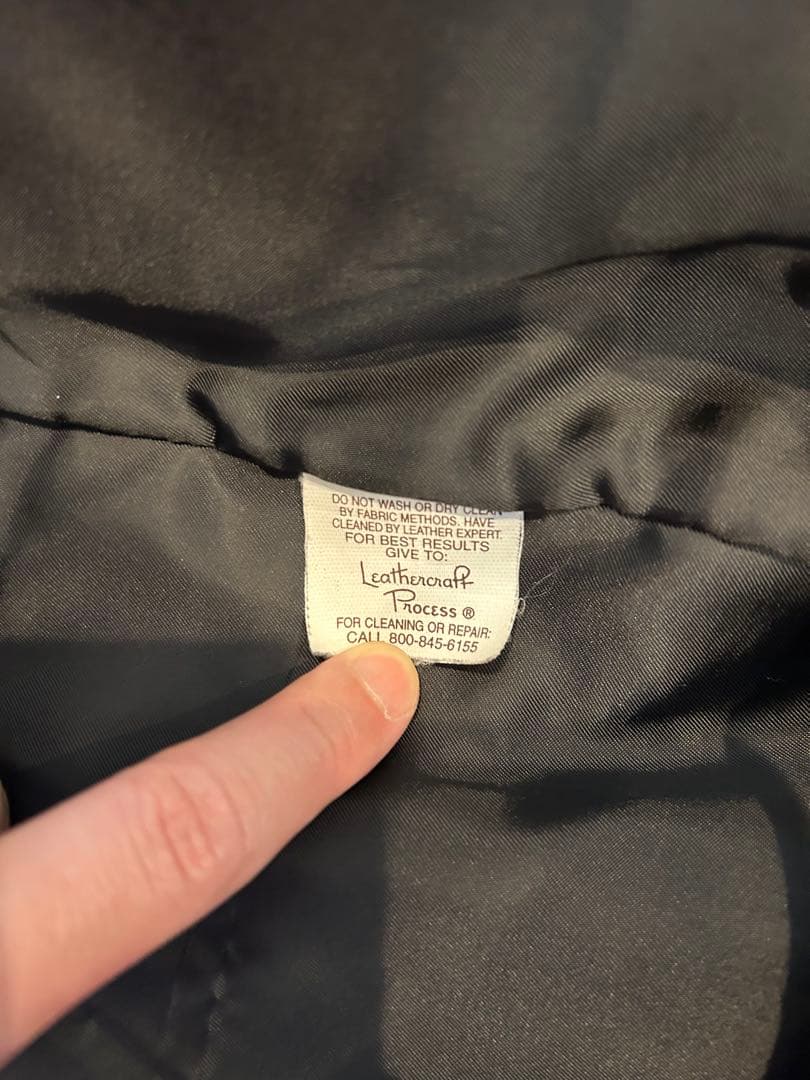 DO NOT WASH OR DRY CLEAN
BY FABRIC METHODS. HAVE
CLEANED BY LEATHER EXPERT.
FOR BEST RESULTS
GIVE TO:
Leathercraft
Process ®
FOR CLEANING OR REPAIR:
CALL 800-845-6155